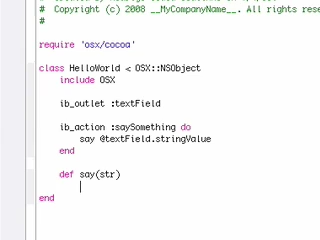 # Copyright (c) 2008 __MyCompanyName__. All rights rese
#
require 'osx/cocoa'
class HelloWorld < OSX::NSObject
include OSX
ib_outlet :textField
ib_action :saySomething do
say @textField.stringValue
end
def say(str)
end